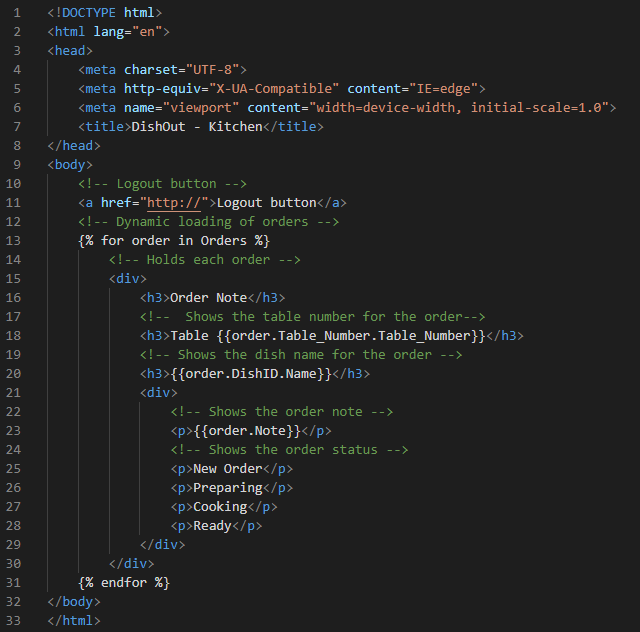 1 <!DOCTYPE html>
2 <html lang="en">
3 <head>
4     <meta charset="UTF-8">
5     <meta http-equiv="X-UA-Compatible" content="IE=edge">
6     <meta name="viewport" content="width=device-width, initial-scale=1.0">
7     <title>DishOut - Kitchen</title>
8 </head>
9 <body>
10     <!-- Logout button -->
11     <a href="http://">Logout button</a>
12     <!-- Dynamic loading of orders -->
13     {% for order in Orders %}
14         <!-- Holds each order -->
15         <div>
16             <h3>Order Note</h3>
17             <!--  Shows the table number for the order-->
18             <h3>Table {{order.Table_Number.Table_Number}}</h3>
19             <!-- Shows the dish name for the order -->
20             <h3>{{order.DishID.Name}}</h3>
21             <div>
22                 <!-- Shows the order note -->
23                 <p>{{order.Note}}</p>
24                 <!-- Shows the order status -->
25                 <p>New Order</p>
26                 <p>Preparing</p>
27                 <p>Cooking</p>
28                 <p>Ready</p>
29             </div>
30         </div>
31     {% endfor %}
32 </body>
33 </html>